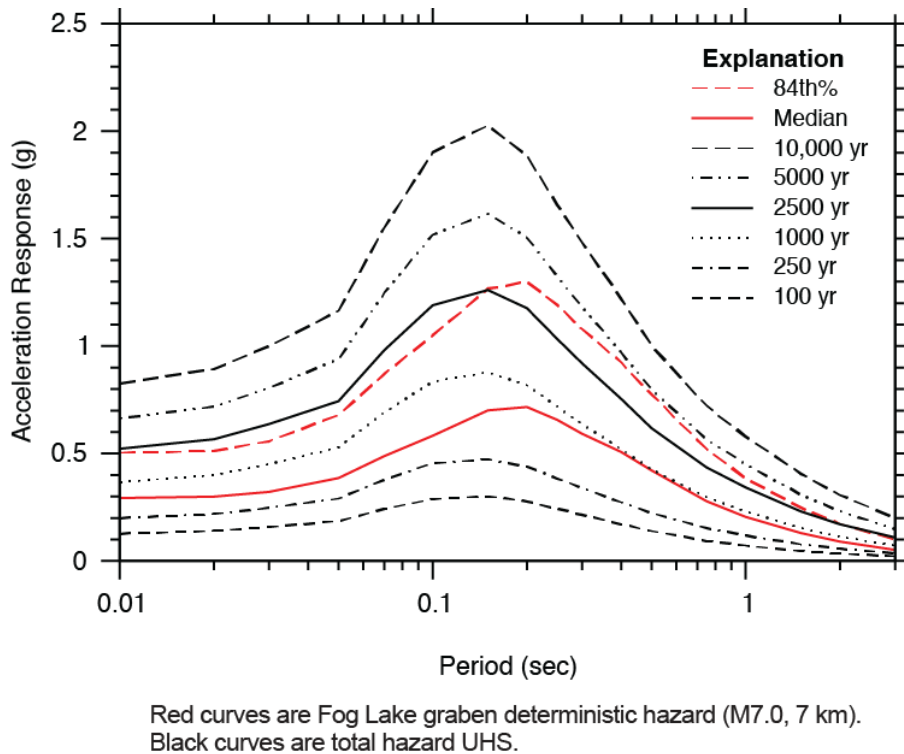 2.5
2
1.5
1
0.5
0
Acceleration Response (g)
Explanation
84th%
Median
10,000 yr
5000 yr
2500 yr
1000 yr
250 yr
100 yr
0.01
0.1
1
Period (sec)
Red curves are Fog Lake graben deterministic hazard (M7.0, 7 km).
Black curves are total hazard UHS.